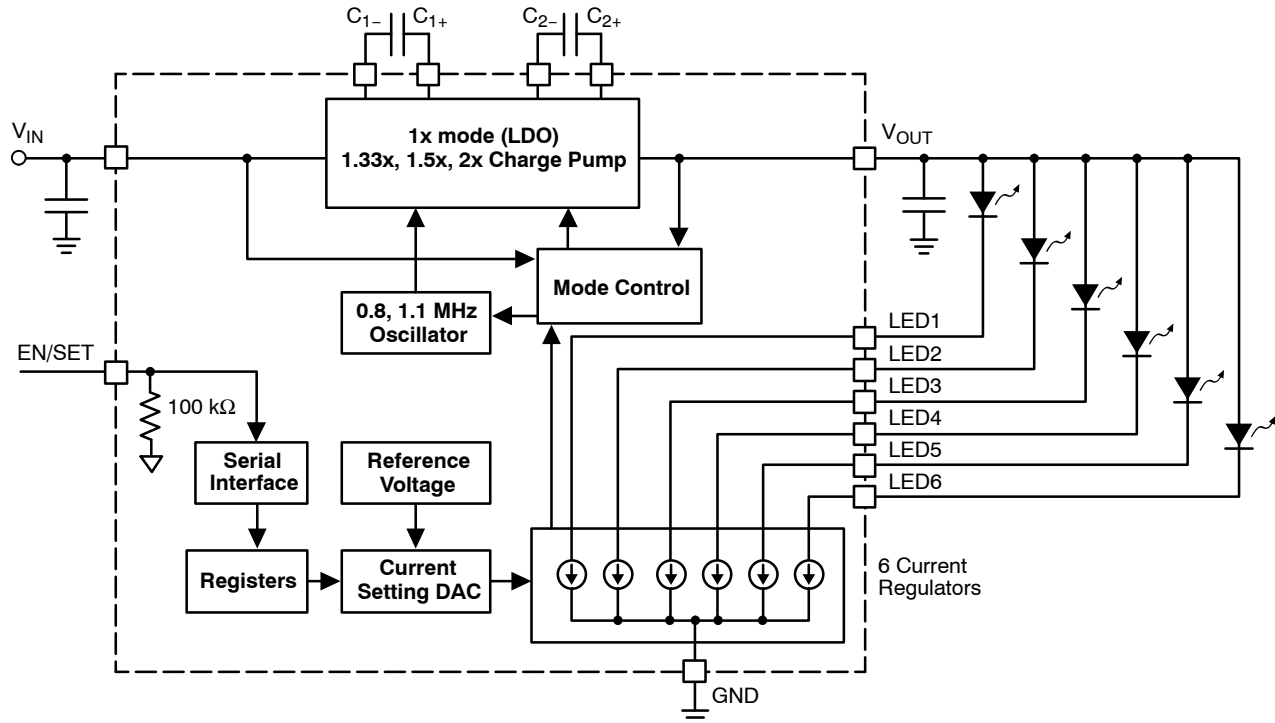 C1− C1+ C2− C2+
VIN
1x mode (LDO)
1.33x, 1.5x, 2x Charge Pump
VOUT
Mode Control
0.8, 1.1 MHz
Oscillator
EN/SET
100 kΩ
LED1
LED2
LED3
LED4
LED5
LED6
Serial
Interface
Reference
Voltage
Registers
Current
Setting DAC
6 Current
Regulators
GND